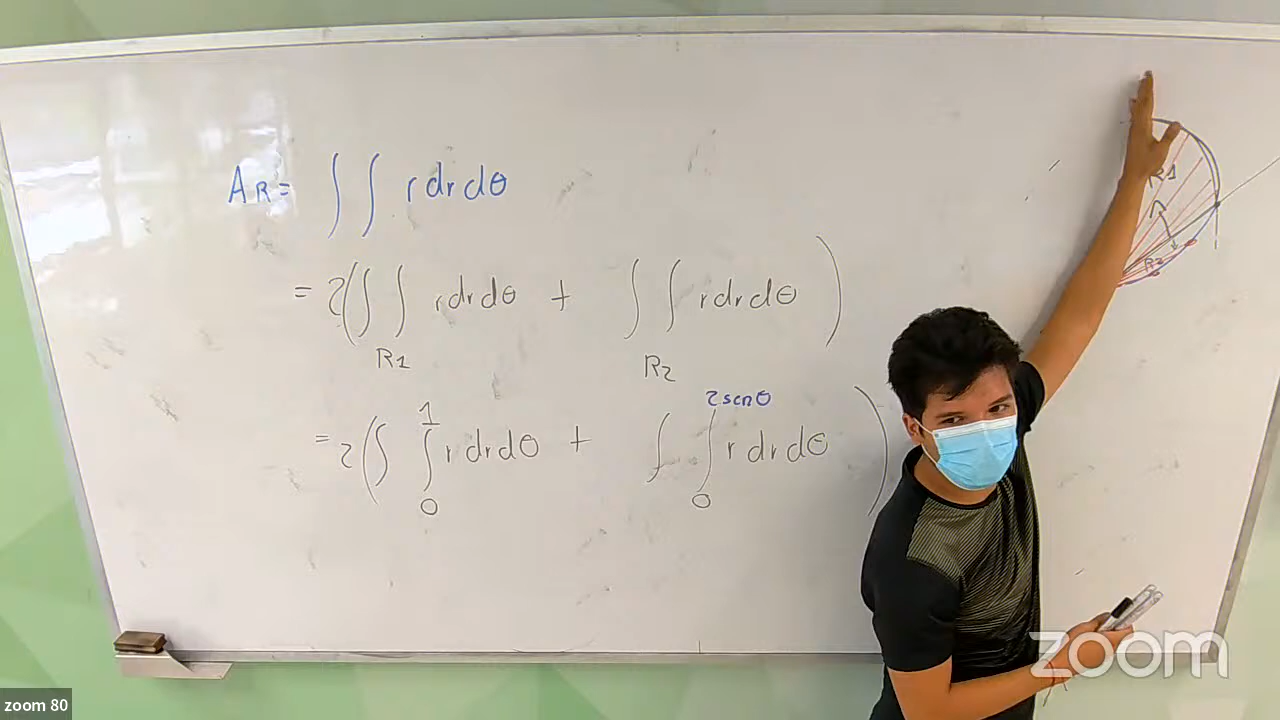 AR = ∫∫ r dr dθ
= 2(∫∫ r dr dθ + ∫∫ r dr dθ)
R1 R2
1 2senθ
= 2(∫∫ r dr dθ + ∫∫ r dr dθ)
0 0
R1
R2
zoom
zoom 80